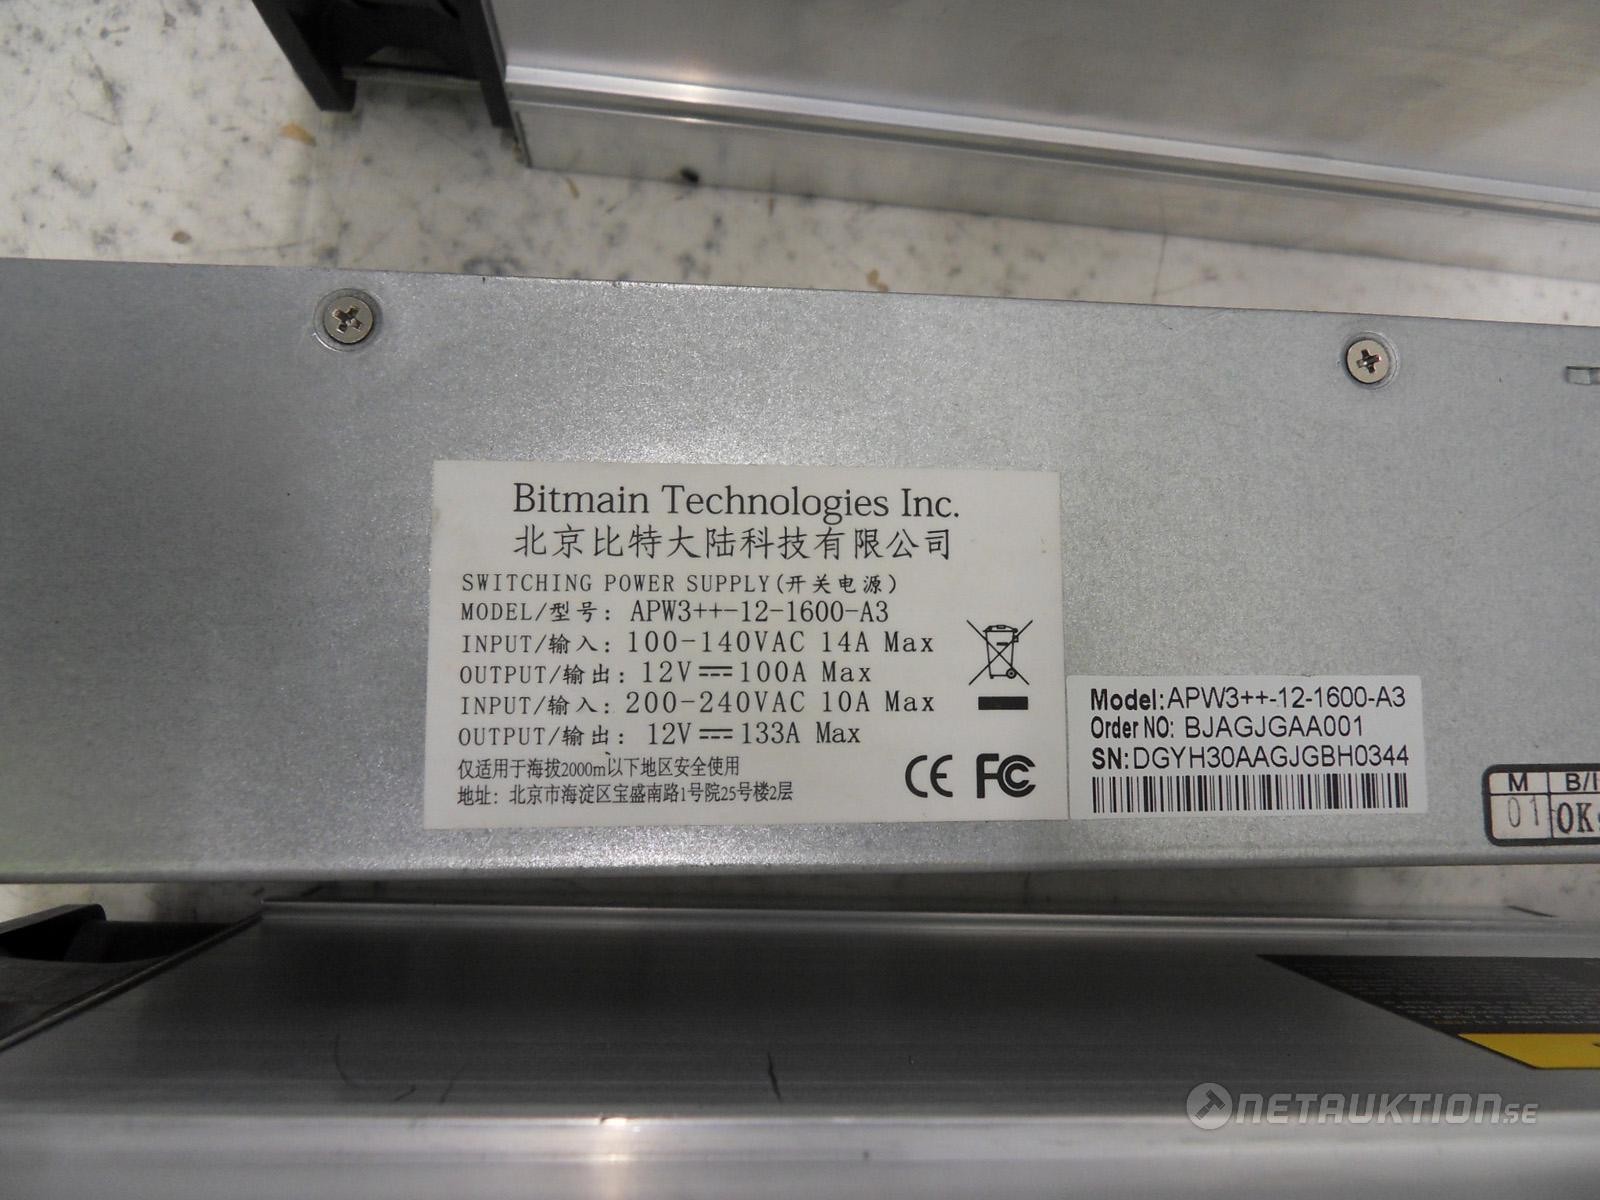 Bitmain Technologies Inc.
北京比特大陆科技有限公司
SWITCHING POWER SUPPLY(开关电源)
MODEL/型号: APW3++-12-1600-A3
INPUT/输入: 100-140VAC 14A Max
OUTPUT/输出: 12V⎓100A Max
INPUT/输入: 200-240VAC 10A Max
OUTPUT/输出: 12V⎓133A Max
仅适用于海拔2000m以下地区安全使用
地址: 北京市海淀区宝盛南路1号院25号楼2层
CE FC
Model:APW3++-12-1600-A3
Order NO: BJAGJGAA001
SN:DGYH30AAGJGBH0344
M B/I
01 OK
NETAUKTION.SE